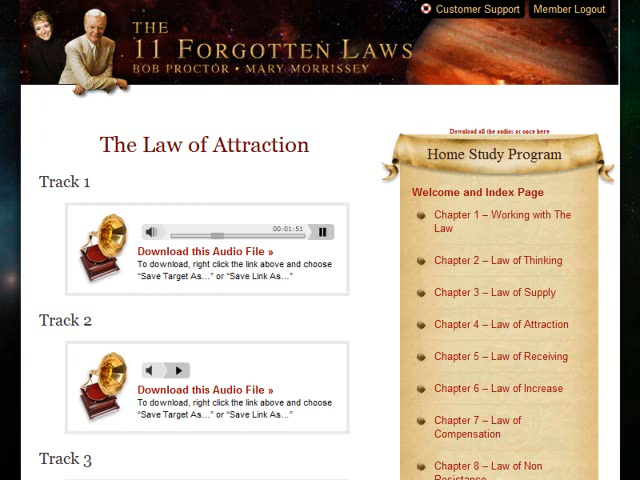 Customer Support
Member Logout
THE
11 FORGOTTEN LAWS
BOB PROCTOR • MARY MORRISSEY
The Law of Attraction
Track 1
00:01:51
Download this Audio File »
To download, right click the link above and choose
“Save Target As…” or “Save Link As…”
Track 2
Download this Audio File »
To download, right click the link above and choose
“Save Target As…” or “Save Link As…”
Track 3
Download all the audios at once here
Home Study Program
Welcome and Index Page
Chapter 1 – Working with The
Law
Chapter 2 – Law of Thinking
Chapter 3 – Law of Supply
Chapter 4 – Law of Attraction
Chapter 5 – Law of Receiving
Chapter 6 – Law of Increase
Chapter 7 – Law of
Compensation
Chapter 8 – Law of Non
Resistance